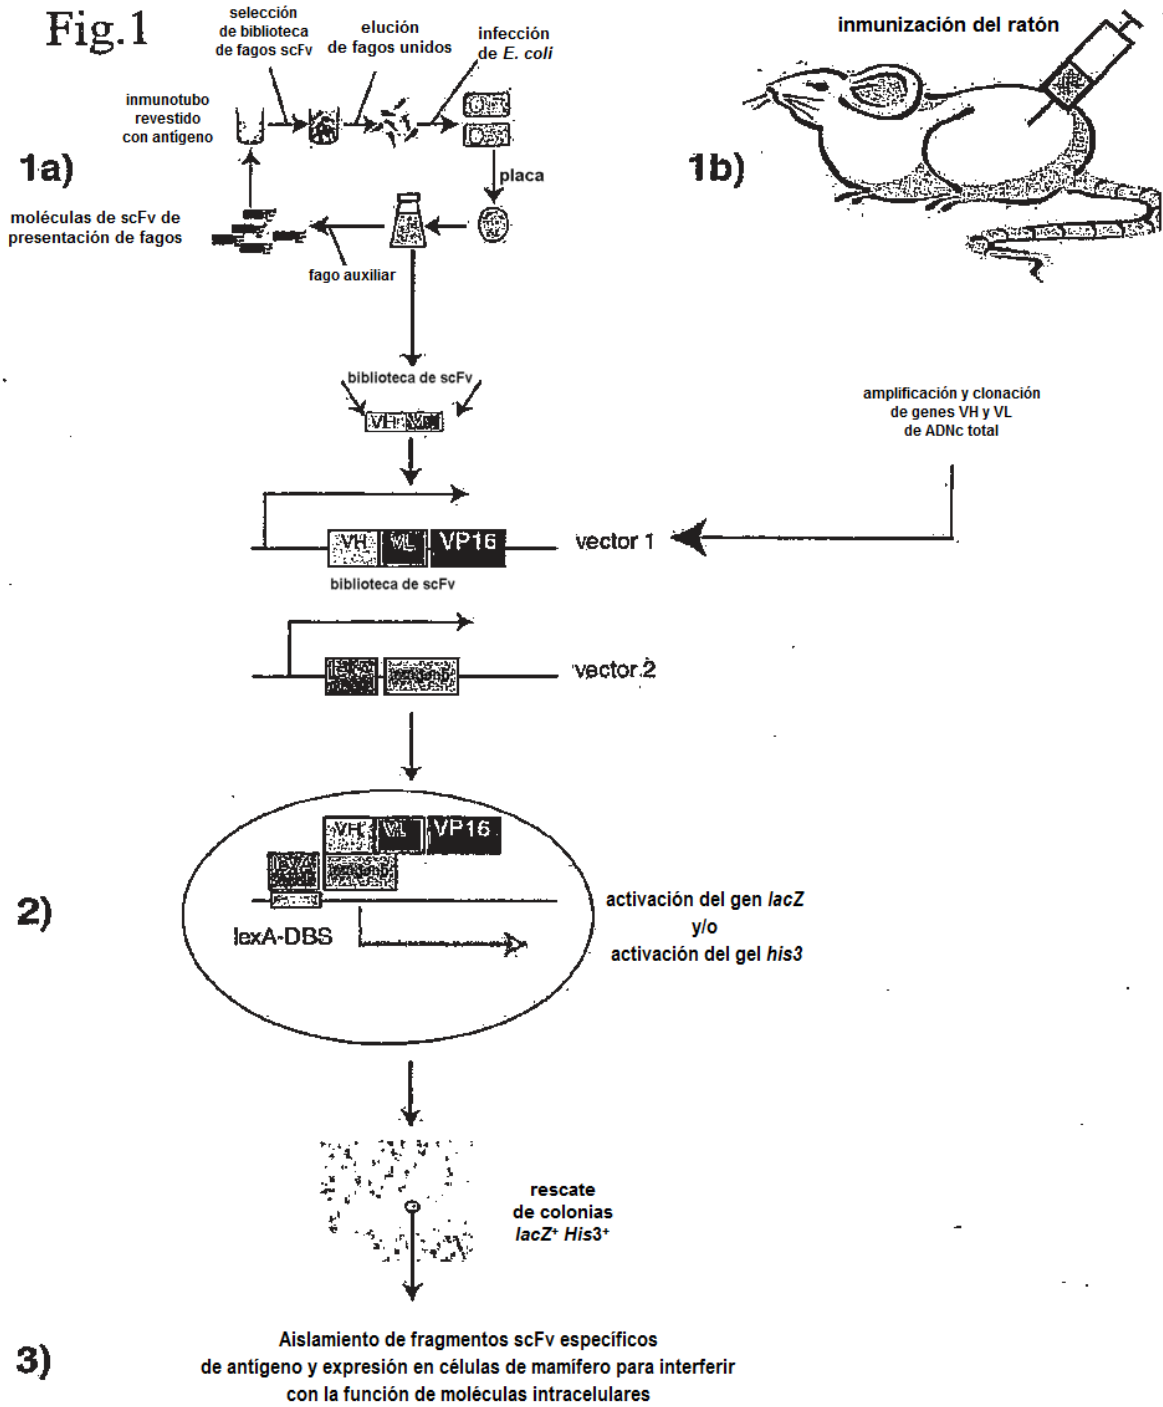 Fig.1
selección
de biblioteca
de fagos scFv
elución
de fagos unidos
infección
de E. coli
inmunotubo
revestido
con antígeno
1a)
placa
moléculas de scFv de
presentación de fagos
fago auxiliar
inmunización del ratón
1b)
biblioteca de scFv
VH
amplificación y clonación
de genes VH y VL
de ADNc total
VH VL VP16
vector 1
biblioteca de scFv
vector 2
2)
VH VL VP16
lexA-DBS
activación del gen lacZ
y/o
activación del gel his3
rescate
de colonias
lacZ+ His3+
3)
Aislamiento de fragmentos scFv específicos
de antígeno y expresión en células de mamífero para interferir
con la función de moléculas intracelulares